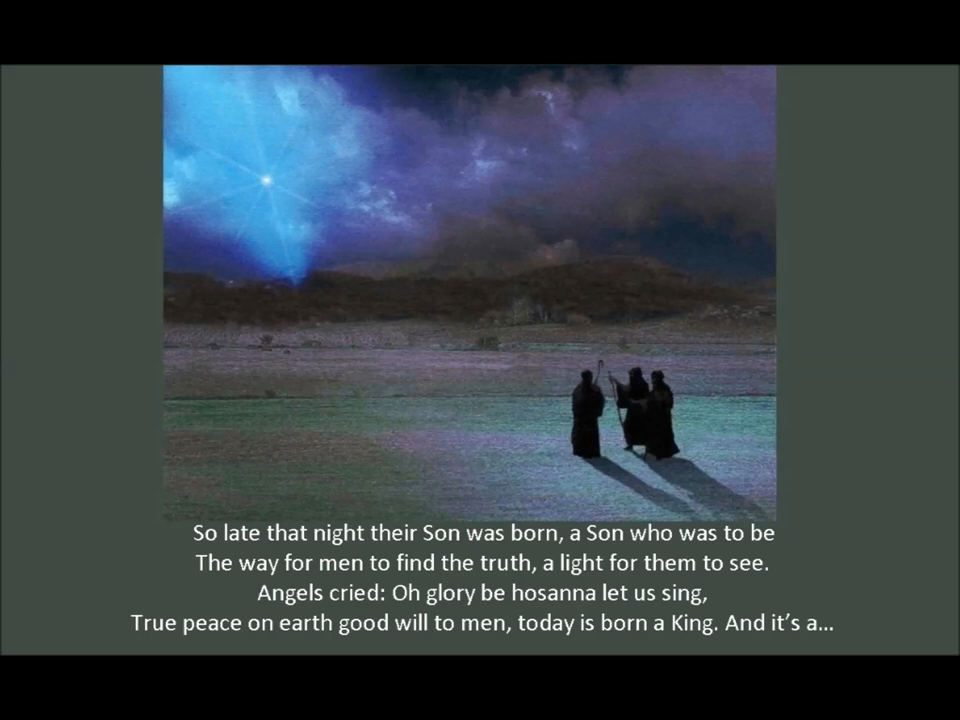 So late that night their Son was born, a Son who was to be
The way for men to find the truth, a light for them to see.
Angels cried: Oh glory be hosanna let us sing,
True peace on earth good will to men, today is born a King. And it’s a…